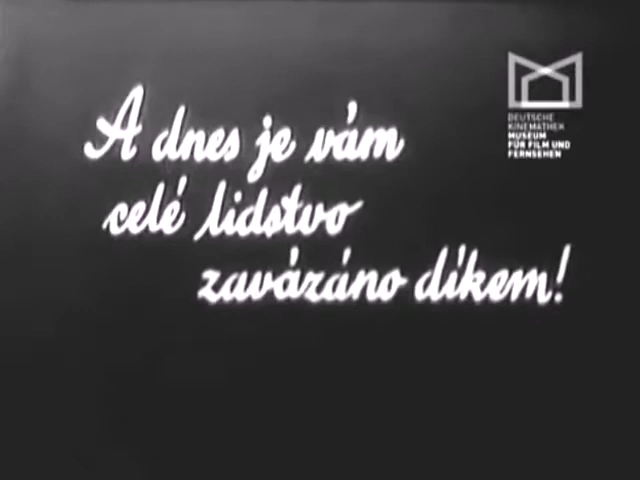 A dnes je vám
celé lidstvo
zavázáno díkem!
DEUTSCHE
KINEMATHEK
MUSEUM
FÜR FILM UND
FERNSEHEN